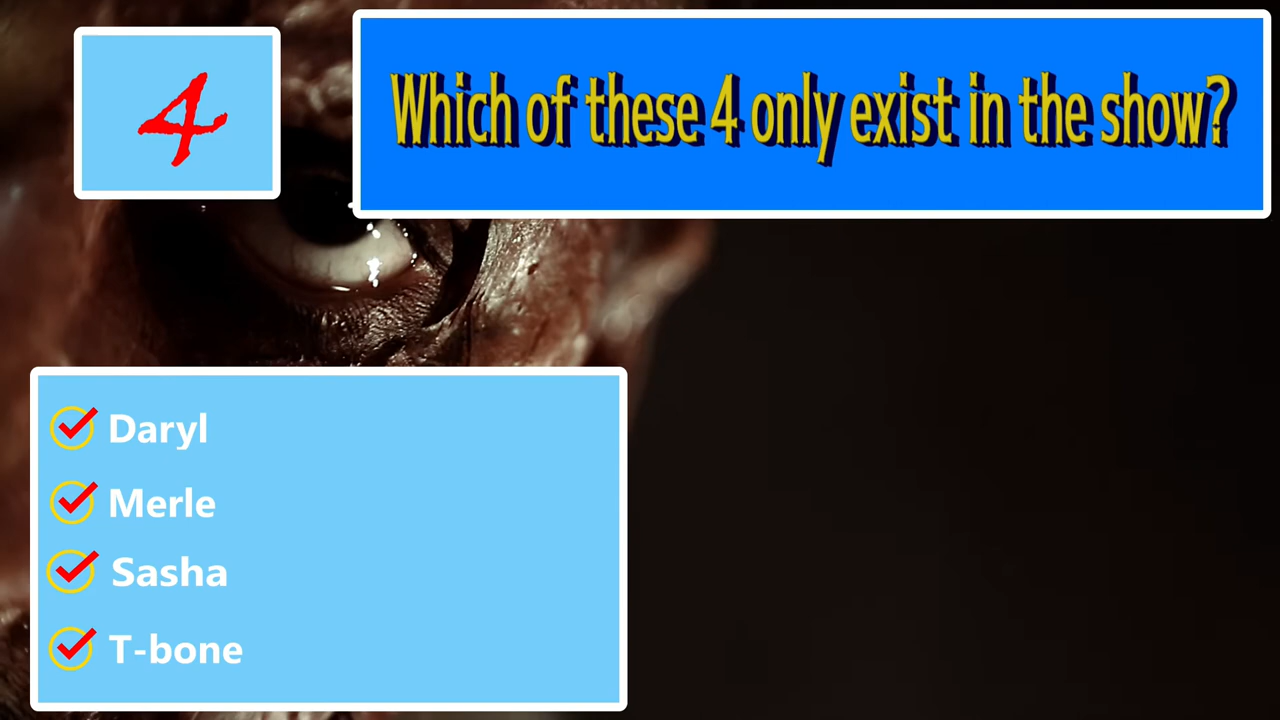 4
Which of these 4 only exist in the show?
Daryl
Merle
Sasha
T-bone